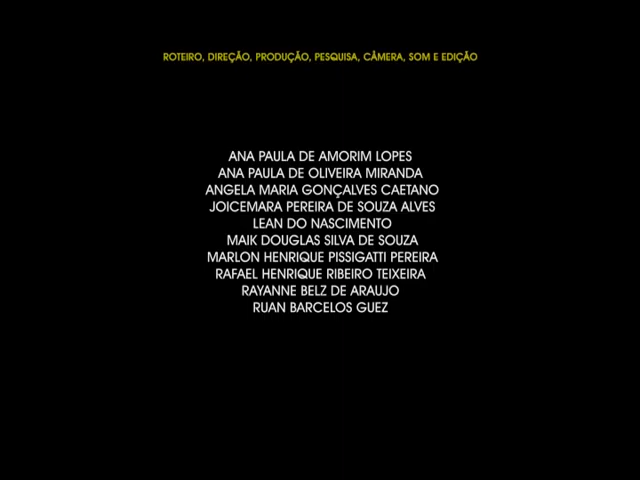 ROTEIRO, DIREÇÃO, PRODUÇÃO, PESQUISA, CÂMERA, SOM E EDIÇÃO
ANA PAULA DE AMORIM LOPES
ANA PAULA DE OLIVEIRA MIRANDA
ANGELA MARIA GONÇALVES CAETANO
JOICEMARA PEREIRA DE SOUZA ALVES
LEAN DO NASCIMENTO
MAIK DOUGLAS SILVA DE SOUZA
MARLON HENRIQUE PISSIGATTI PEREIRA
RAFAEL HENRIQUE RIBEIRO TEIXEIRA
RAYANNE BELZ DE ARAUJO
RUAN BARCELOS GUEZ